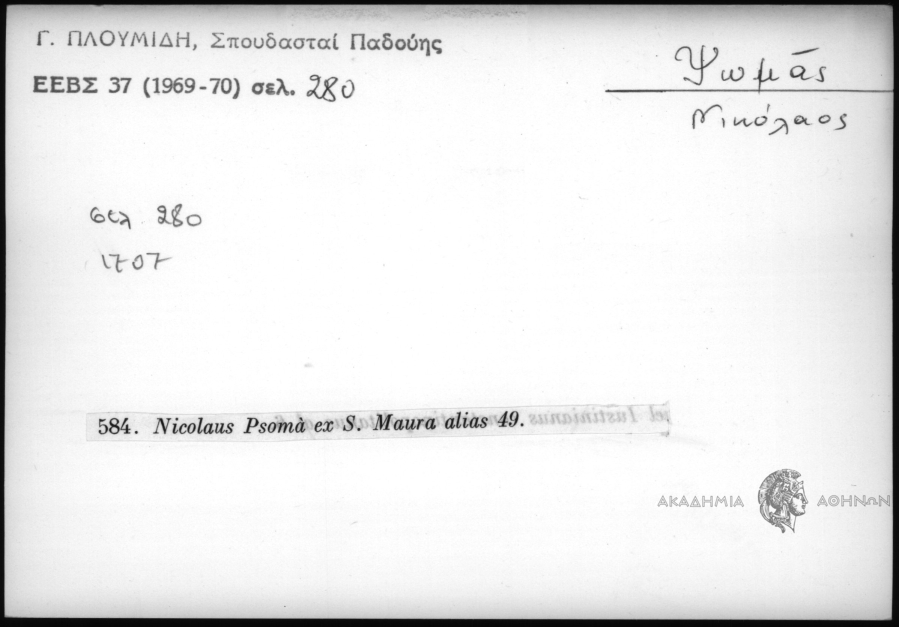 Γ. ΠΛΟΥΜΙΔΗ, Σπουδασταί Παδούης
ΕΕΒΣ 37 (1969-70) σελ. 280
Ψωμᾶς
Νικόλαος
σελ 280
1707
584. Nicolaus Psomà ex S. Maura alias 49.
ΑΚΑΔΗΜΙΑ ΑΘΗΝΩΝ